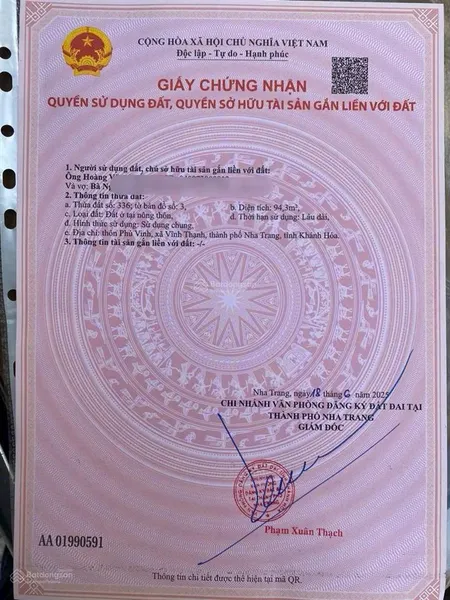 CỘNG HÒA XÃ HỘI CHỦ NGHĨA VIỆT NAM
Độc lập - Tự do - Hạnh phúc
GIẤY CHỨNG NHẬN
QUYỀN SỬ DỤNG ĐẤT, QUYỀN SỞ HỮU TÀI SẢN GẮN LIỀN VỚI ĐẤT
1. Người sử dụng đất, chủ sở hữu tài sản gắn liền với đất:
Ông Hoàng
Và vợ: Bà
2. Thông tin thửa đất:
a. Thửa đất số: 336; tờ bản đồ số: 3, b. Diện tích: 94,3m².
c. Loại đất: Đất ở tại nông thôn, d. Thời hạn sử dụng: Lâu dài,
đ. Hình thức sử dụng: Sử dụng chung,
e. Địa chỉ: thôn Phú Vinh, xã Vĩnh Thạnh, thành phố Nha Trang, tỉnh Khánh Hòa.
3. Thông tin tài sản gắn liền với đất: -/-
Batdongsan
Nha Trang, ngày 18 tháng 6 năm 2025
CHI NHÁNH VĂN PHÒNG ĐĂNG KÝ ĐẤT ĐAI TẠI
THÀNH PHỐ NHA TRANG
GIÁM ĐỐC
Phạm Xuân Thạch
AA 01990591
Thông tin chi tiết được thể hiện tại mã QR.
Batdongsan
Batdongsan